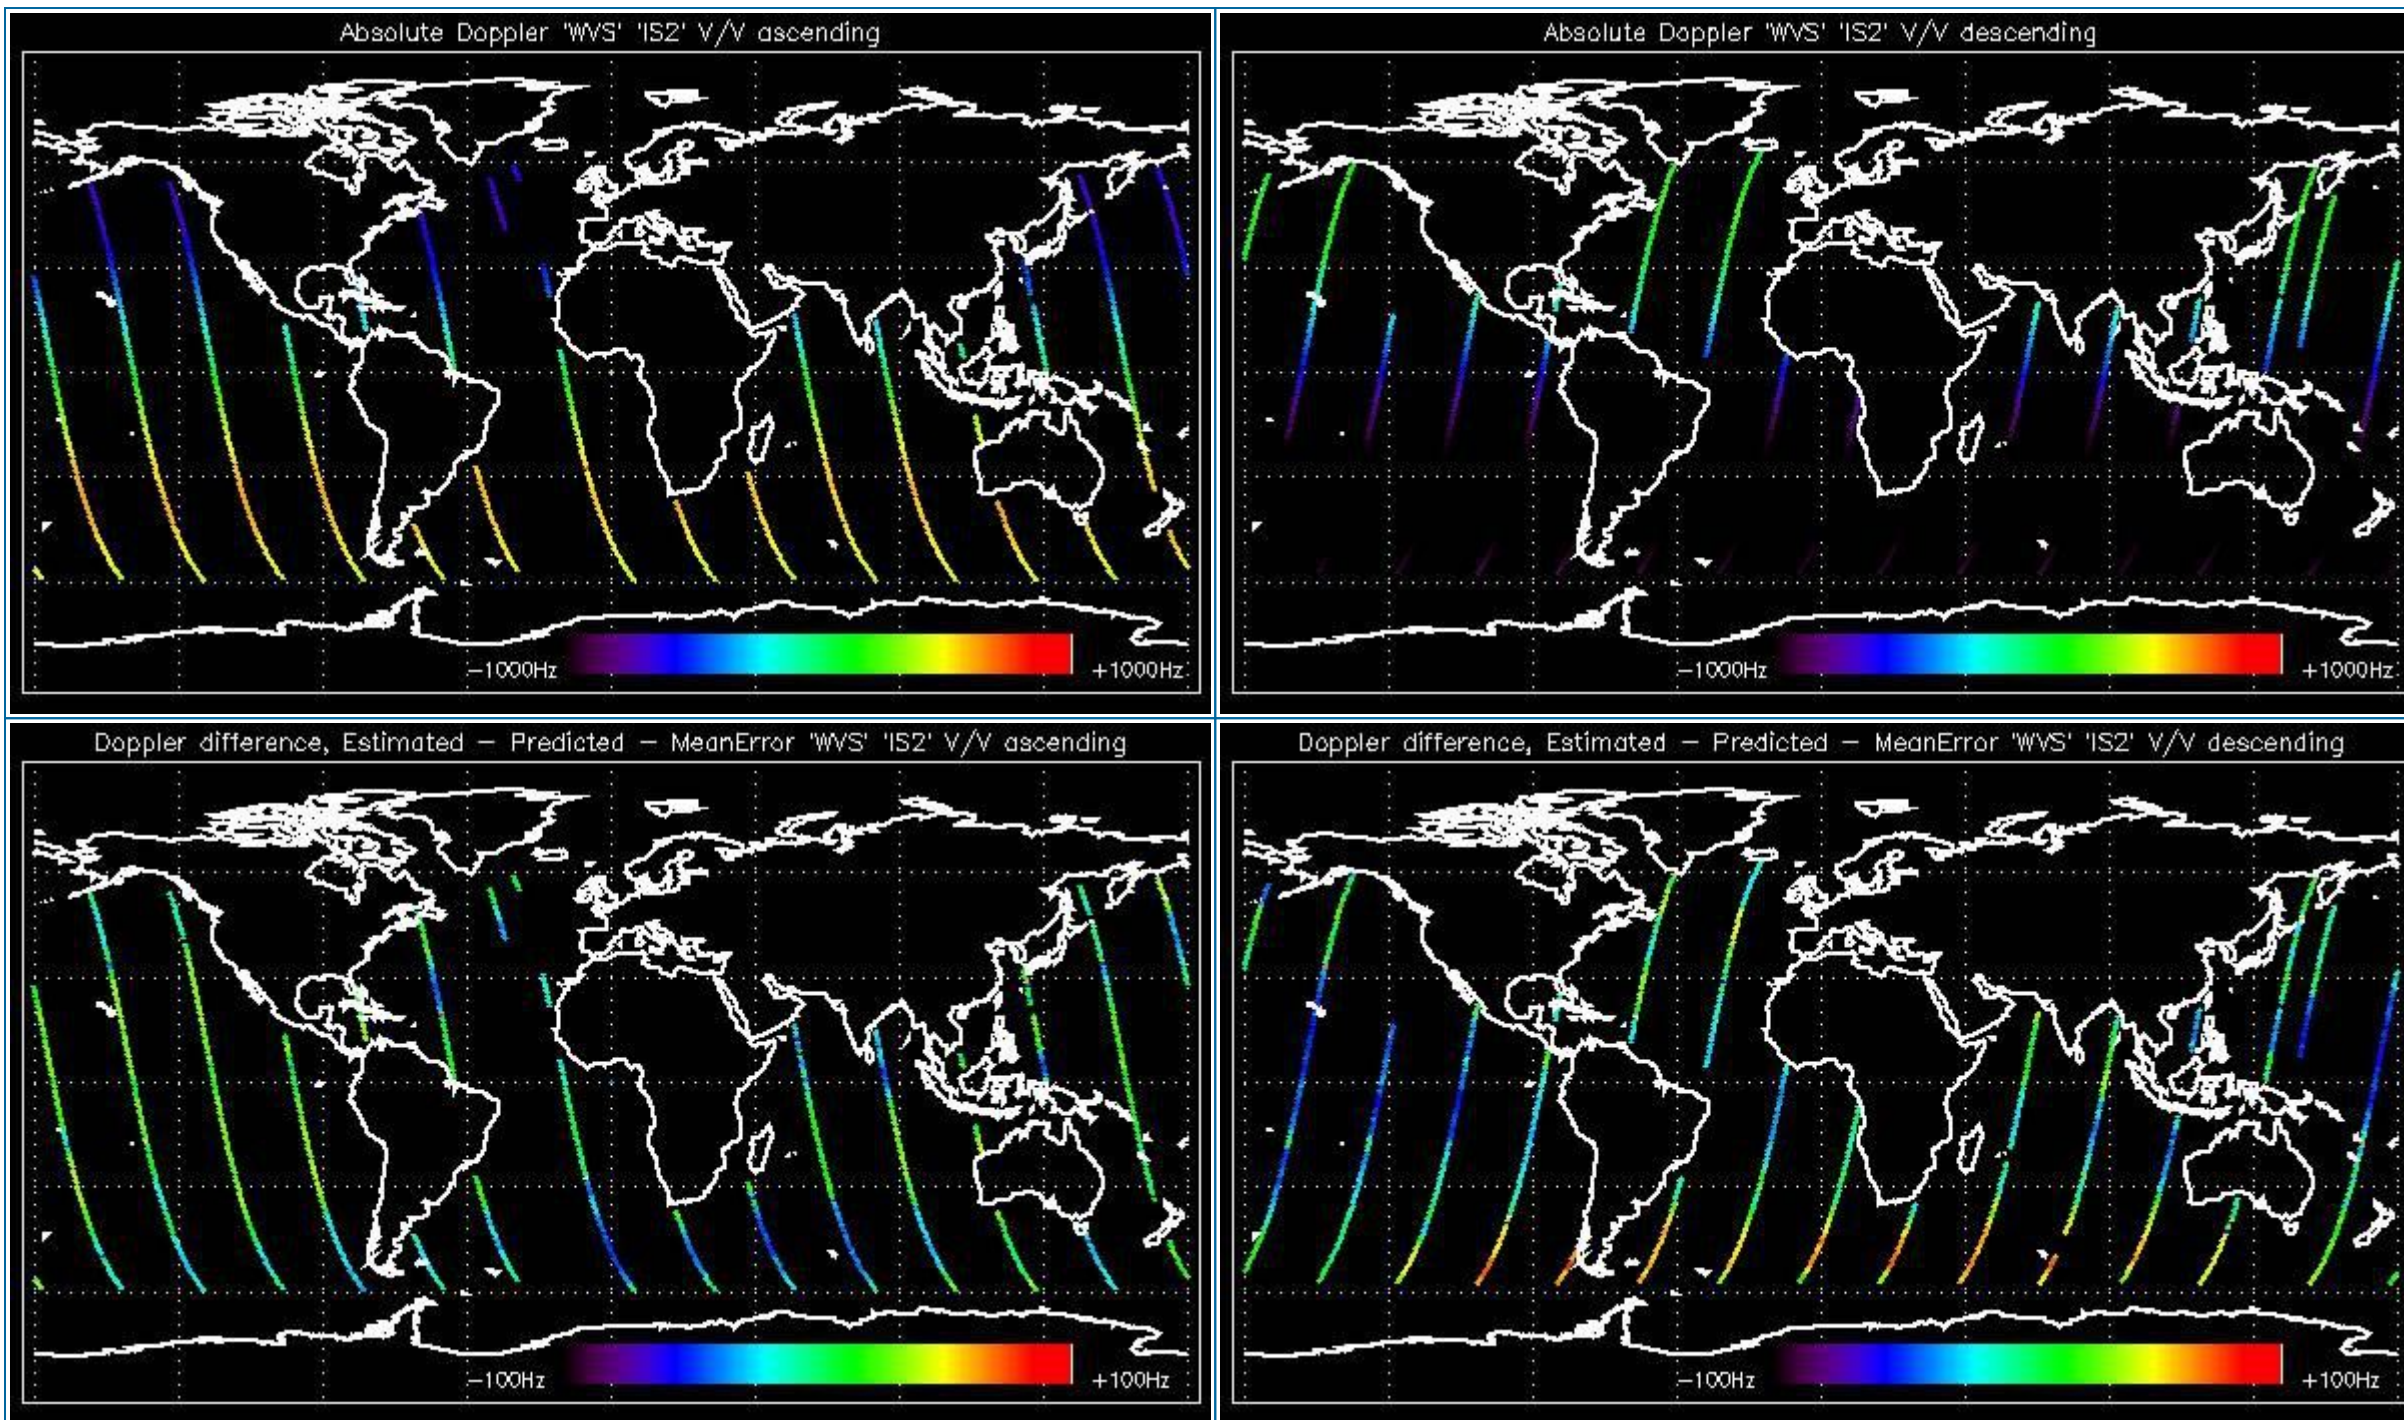 Absolute Doppler 'WVS' 'IS2' V/V ascending
-1000Hz +1000Hz
Absolute Doppler 'WVS' 'IS2' V/V descending
-1000Hz +1000Hz
Doppler difference, Estimated - Predicted - MeanError 'WVS' 'IS2' V/V ascending
-100Hz +100Hz
Doppler difference, Estimated - Predicted - MeanError 'WVS' 'IS2' V/V descending
-100Hz +100Hz